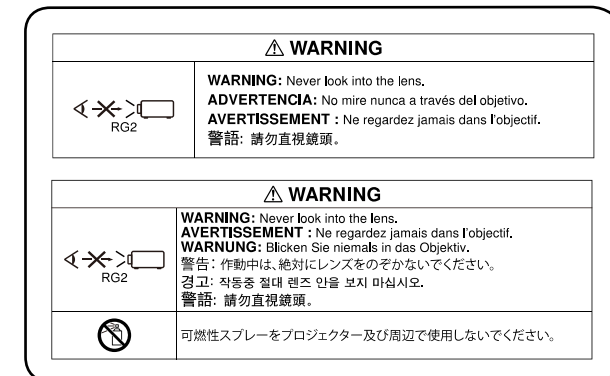 ⚠ WARNING
RG2
WARNING: Never look into the lens.
ADVERTENCIA: No mire nunca a través del objetivo.
AVERTISSEMENT : Ne regardez jamais dans l'objectif.
警語: 請勿直視鏡頭。
⚠ WARNING
RG2
WARNING: Never look into the lens.
AVERTISSEMENT : Ne regardez jamais dans l'objectif.
WARNUNG: Blicken Sie niemals in das Objektiv.
警告: 作動中は、絶対にレンズをのぞかないでください。
경고: 작동중 절대 렌즈 안을 보지 마십시오.
警語: 請勿直視鏡頭。
可燃性スプレーをプロジェクター及び周辺で使用しないでください。